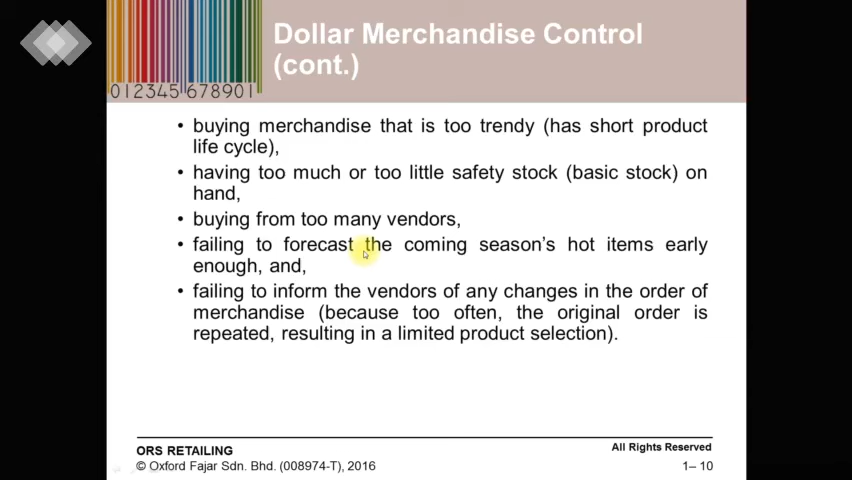 Dollar Merchandise Control
(cont.)
012345 678901
• buying merchandise that is too trendy (has short product
life cycle),
• having too much or too little safety stock (basic stock) on
hand,
• buying from too many vendors,
• failing to forecast the coming season's hot items early
enough, and,
• failing to inform the vendors of any changes in the order of
merchandise (because too often, the original order is
repeated, resulting in a limited product selection).
ORS RETAILING
All Rights Reserved
© Oxford Fajar Sdn. Bhd. (008974-T), 2016
1– 10